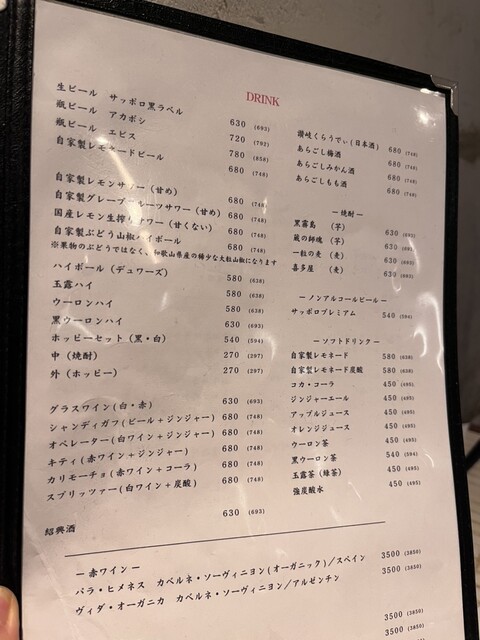 DRINK
生ビール サッポロ黒ラベル 630 (693)
瓶ビール アカボシ 720 (792)
瓶ビール エビス 780 (858)
自家製レモネードビール 680 (748)
自家製レモンサワー(甘め) 680 (748)
自家製グレープフルーツサワー(甘め) 680 (748)
国産レモン生搾りサワー(甘くない) 680 (748)
自家製ぶどう山椒ハイボール 680 (748)
※果物のぶどうではなく、和歌山県産の稀少な大粒山椒になります
ハイボール(デュワーズ) 580 (638)
玉露ハイ 580 (638)
ウーロンハイ 580 (638)
黒ウーロンハイ 630 (693)
ホッピーセット(黒・白) 540 (594)
中(焼酎) 270 (297)
外(ホッピー) 270 (297)
グラスワイン(白・赤) 630 (693)
シャンディガフ(ビール+ジンジャー) 680 (748)
オペレーター(白ワイン+ジンジャー) 680 (748)
キティ(赤ワイン+ジンジャー) 680 (748)
カリモーチョ(赤ワイン+コーラ) 680 (748)
スプリッツァー(白ワイン+炭酸) 680 (748)
紹興酒 630 (693)
讃岐くらうでぃ(日本酒) 680 (748)
あらごし梅酒 680 (748)
あらごしみかん酒 680 (748)
あらごしもも酒 680 (748)
ー焼酎ー
黒霧島 (芋) 630 (693)
蔵の師魂 (芋) 630 (693)
一粒の麦 (麦) 630 (693)
喜多屋 (麦) 630 (693)
ーノンアルコールビールー
サッポロプレミアム 540 (594)
ーソフトドリンクー
自家製レモネード 580 (638)
自家製レモネード炭酸 580 (638)
コカ・コーラ 450 (495)
ジンジャーエール 450 (495)
アップルジュース 450 (495)
オレンジジュース 450 (495)
ウーロン茶 450 (495)
黒ウーロン茶 540 (594)
玉露茶(緑茶) 450 (495)
強炭酸水 450 (495)
ー赤ワインー
パラ・ヒメネス カベルネ・ソーヴィニヨン(オーガニック)/スペイン 3500 (3850)
ヴィダ・オーガニカ カベルネ・ソーヴィニヨン/アルゼンチン 3500 (3850)
3500 (3850)
3500 (3850)